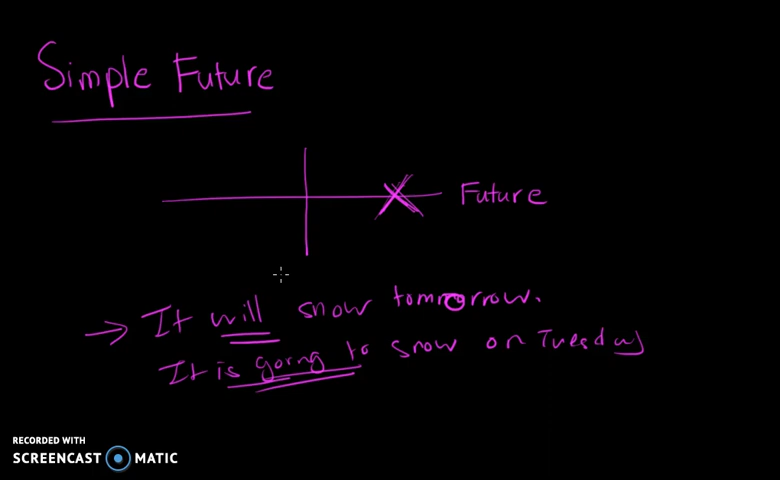 Simple Future
Future
→ It will snow tomorrow.
It is going to snow on Tuesday
RECORDED WITH
SCREENCAST MATIC